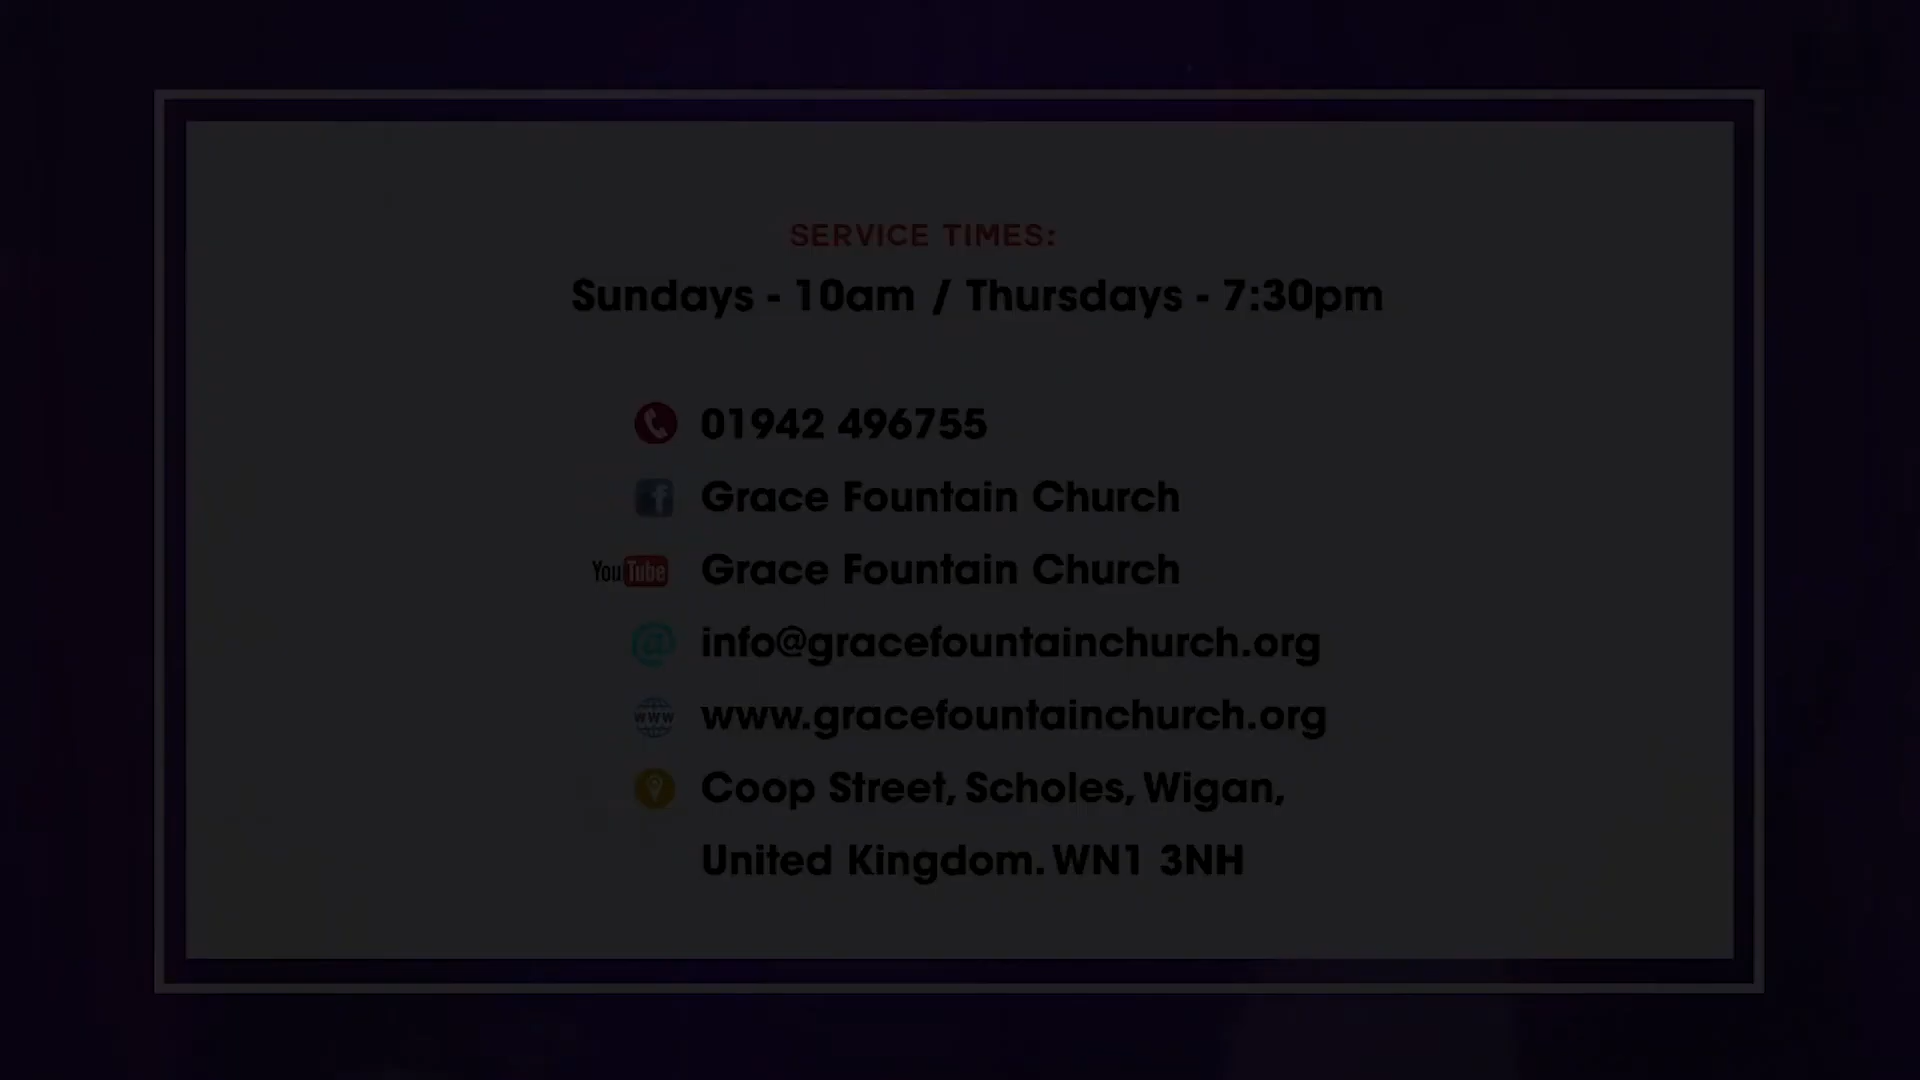 SERVICE TIMES:
Sundays - 10am / Thursdays - 7:30pm
01942 496755
f Grace Fountain Church
YouTube Grace Fountain Church
@ info@gracefountainchurch.org
www www.gracefountainchurch.org
Coop Street, Scholes, Wigan,
United Kingdom. WN1 3NH